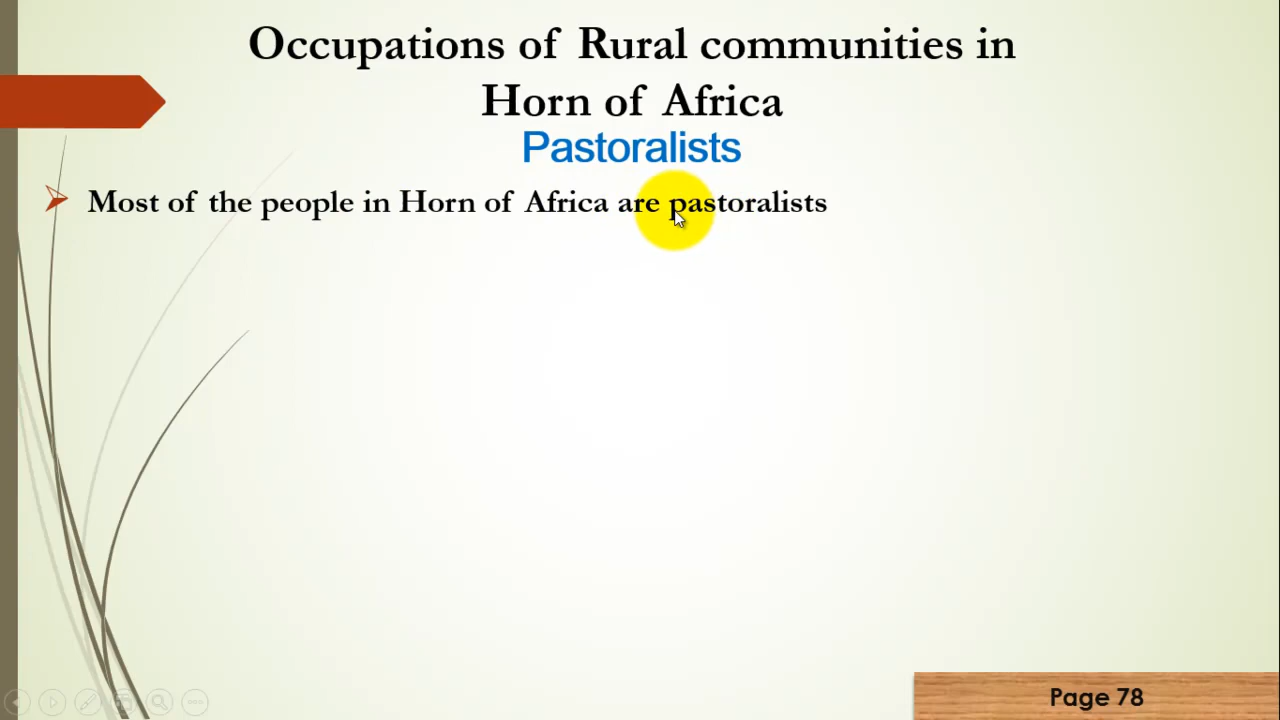 Occupations of Rural communities in
Horn of Africa
Pastoralists
Most of the people in Horn of Africa are pastoralists
Page 78